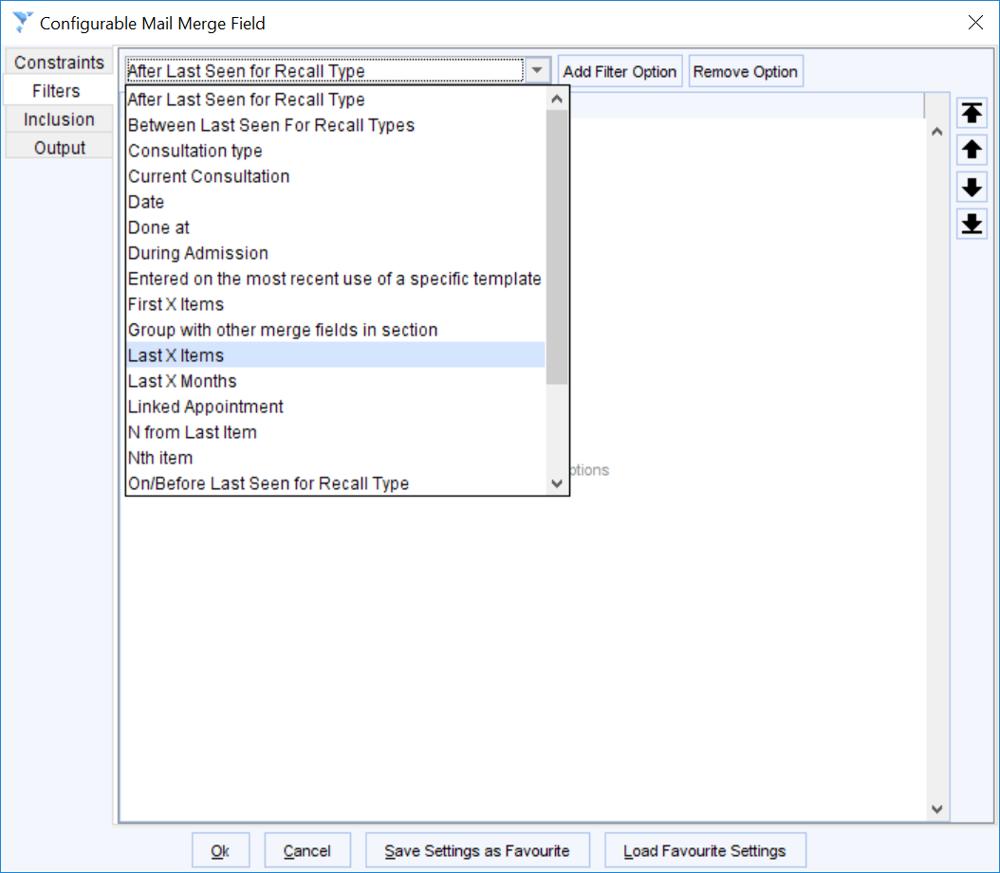 Configurable Mail Merge Field
Constraints
Filters
Inclusion
Output
After Last Seen for Recall Type
Add Filter Option
Remove Option
After Last Seen for Recall Type
Between Last Seen For Recall Types
Consultation type
Current Consultation
Date
Done at
During Admission
Entered on the most recent use of a specific template
First X Items
Group with other merge fields in section
Last X Items
Last X Months
Linked Appointment
N from Last Item
Nth item
On/Before Last Seen for Recall Type
Ok
Cancel
Save Settings as Favourite
Load Favourite Settings